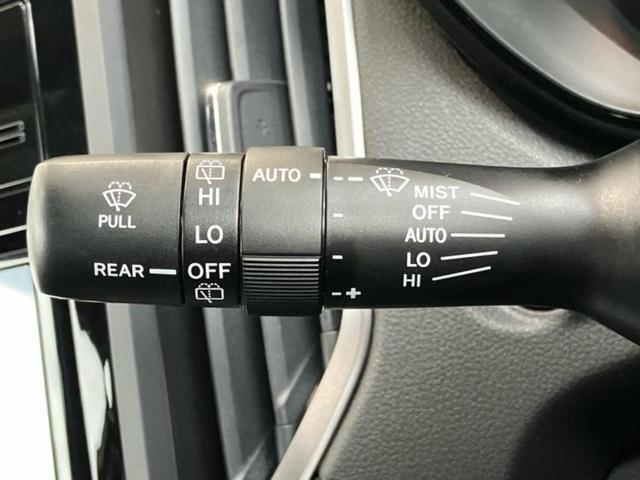 PULL
REAR
HI
LO
OFF
AUTO
- -
-
-
-+
MIST
OFF
AUTO
LO
HI